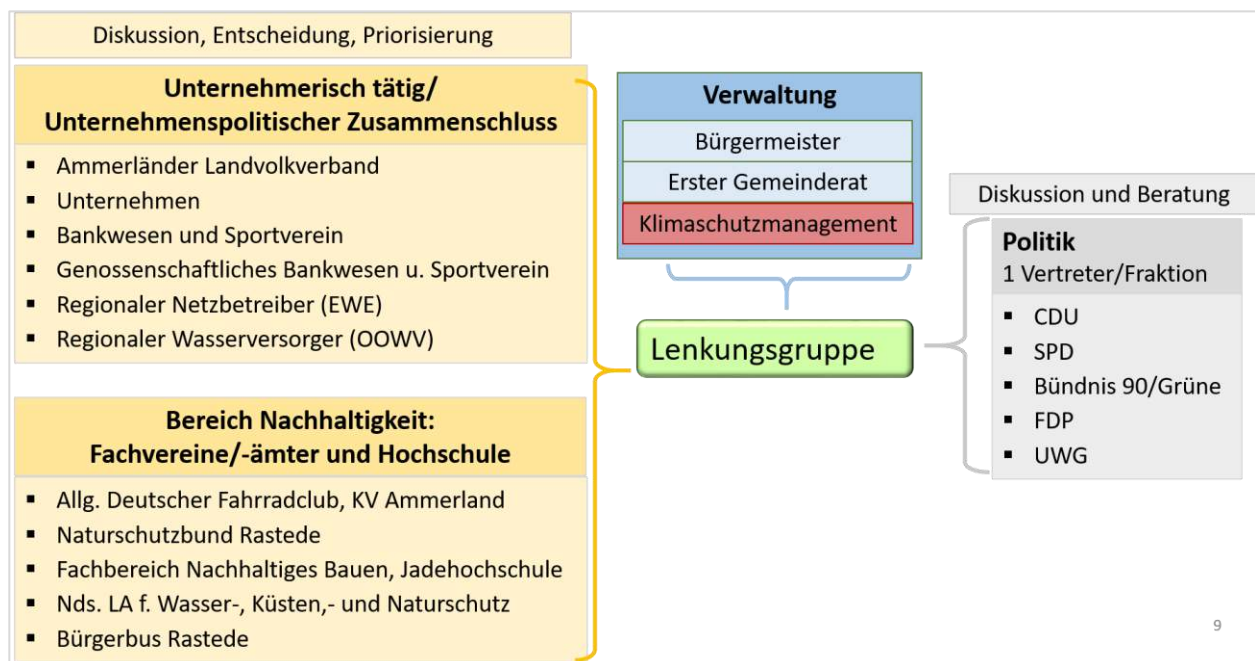 Diskussion, Entscheidung, Priorisierung
Unternehmerisch tätig/
Unternehmenspolitischer Zusammenschluss
▪ Ammerländer Landvolkverband
▪ Unternehmen
▪ Bankwesen und Sportverein
▪ Genossenschaftliches Bankwesen u. Sportverein
▪ Regionaler Netzbetreiber (EWE)
▪ Regionaler Wasserversorger (OOWV)
Bereich Nachhaltigkeit:
Fachvereine/-ämter und Hochschule
▪ Allg. Deutscher Fahrradclub, KV Ammerland
▪ Naturschutzbund Rastede
▪ Fachbereich Nachhaltiges Bauen, Jadehochschule
▪ Nds. LA f. Wasser-, Küsten,- und Naturschutz
▪ Bürgerbus Rastede
Verwaltung
Bürgermeister
Erster Gemeinderat
Klimaschutzmanagement
Lenkungsgruppe
Diskussion und Beratung
Politik
1 Vertreter/Fraktion
▪ CDU
▪ SPD
▪ Bündnis 90/Grüne
▪ FDP
▪ UWG
9